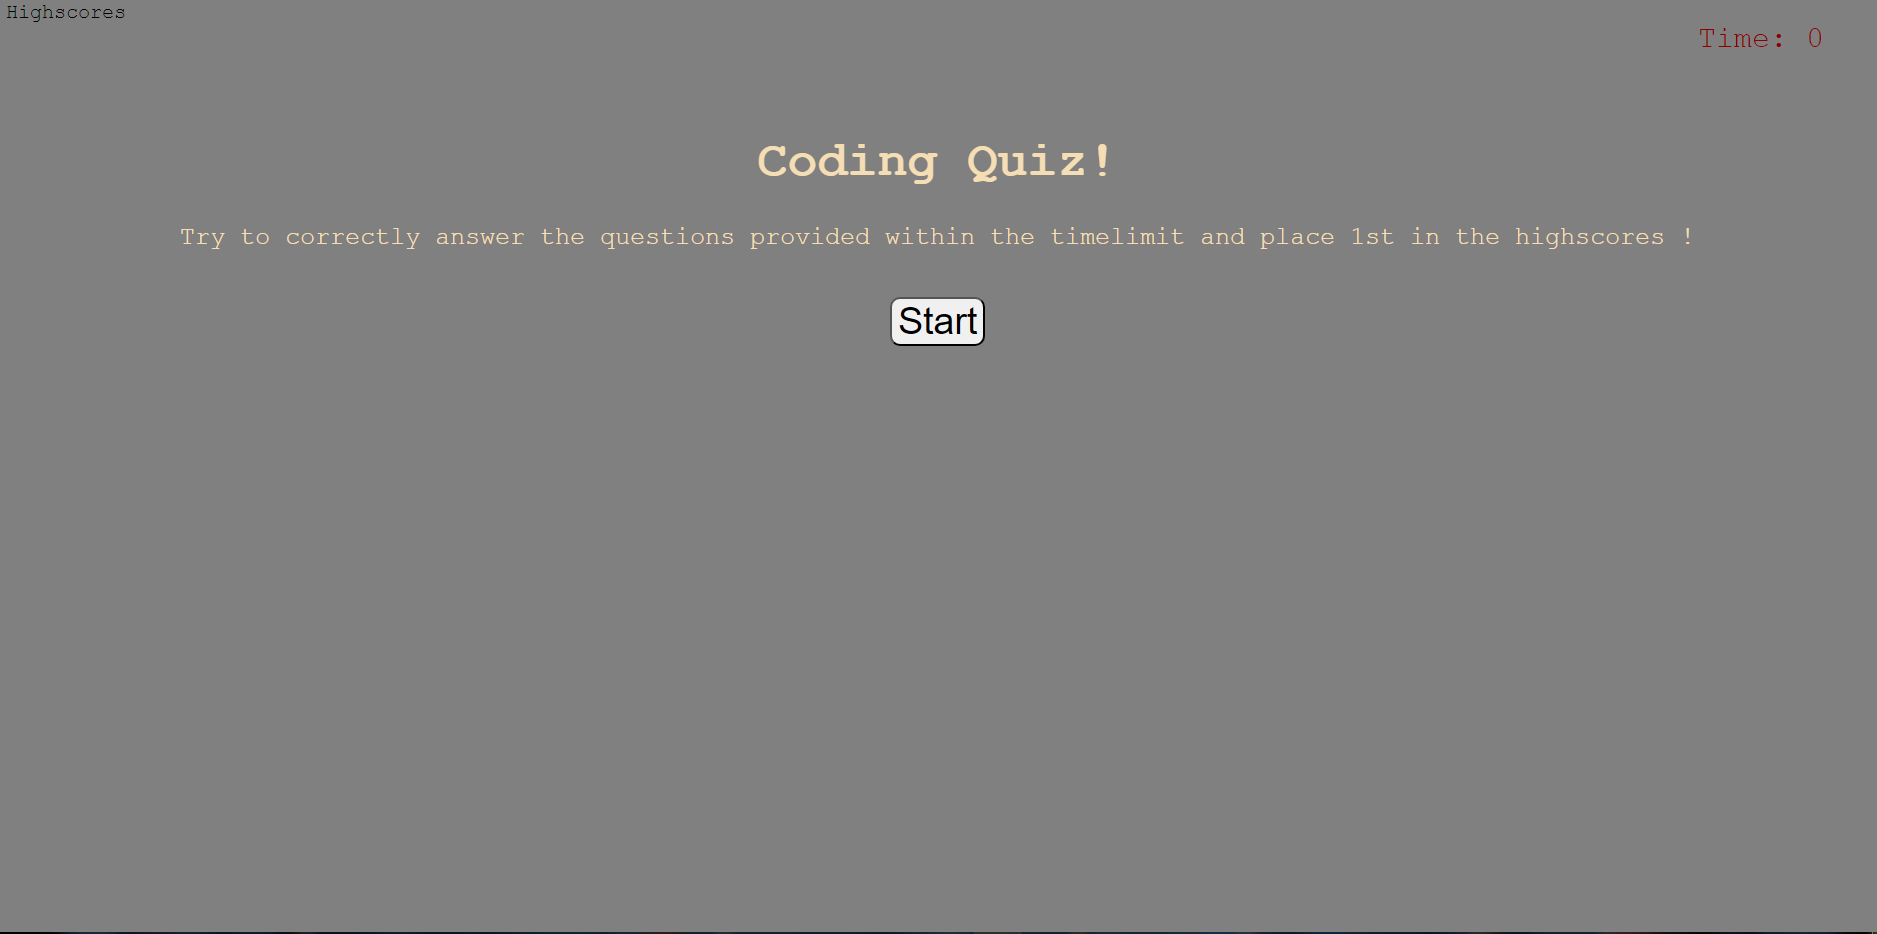 Highscores
Time: 0
Coding Quiz!
Try to correctly answer the questions provided within the timelimit and place 1st in the highscores !
Start